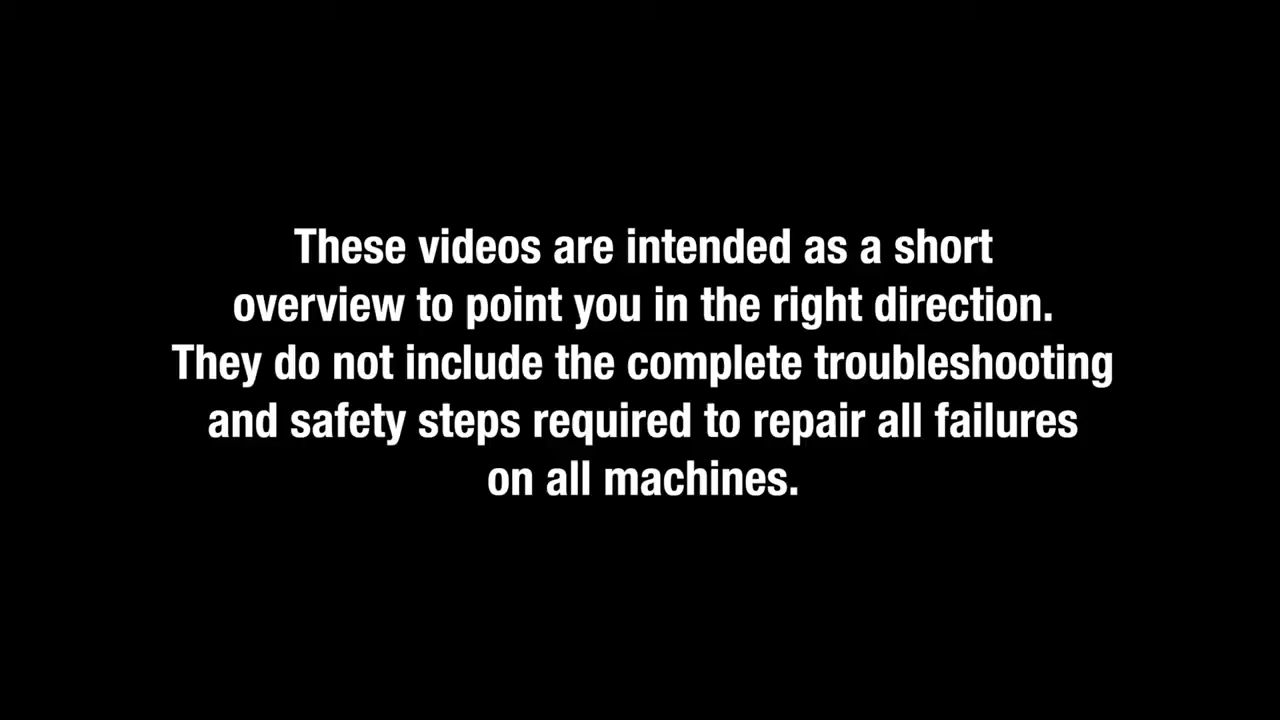 These videos are intended as a short
overview to point you in the right direction.
They do not include the complete troubleshooting
and safety steps required to repair all failures
on all machines.